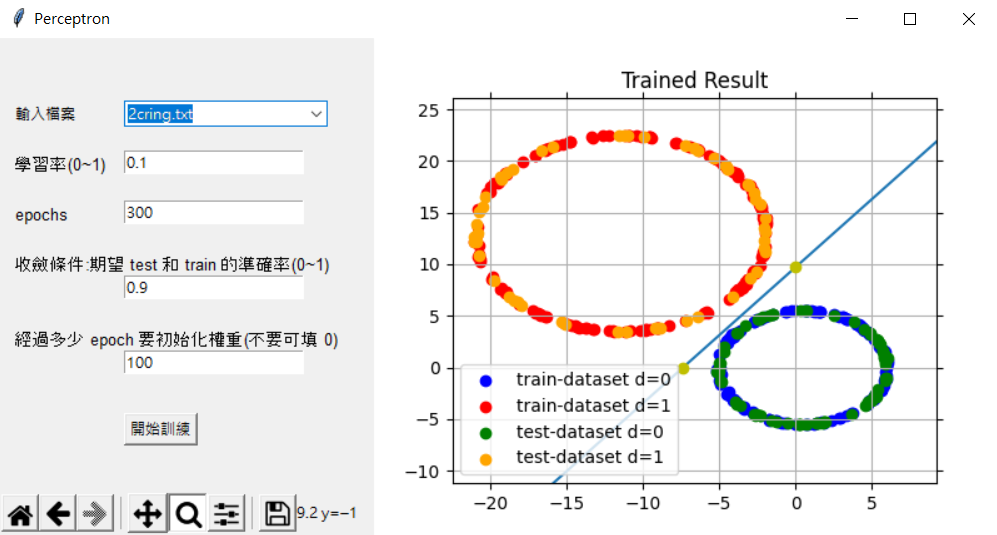 Perceptron
輸入檔案
2cring.txt
學習率(0~1)
0.1
epochs
300
收斂條件:期望 test 和 train 的準確率(0~1)
0.9
經過多少 epoch 要初始化權重(不要可填 0)
100
開始訓練
9.2 y=−1
Trained Result
25
20
15
10
5
0
−5
−10
−20
−15
−10
−5
0
5
train-dataset d=0
train-dataset d=1
test-dataset d=0
test-dataset d=1